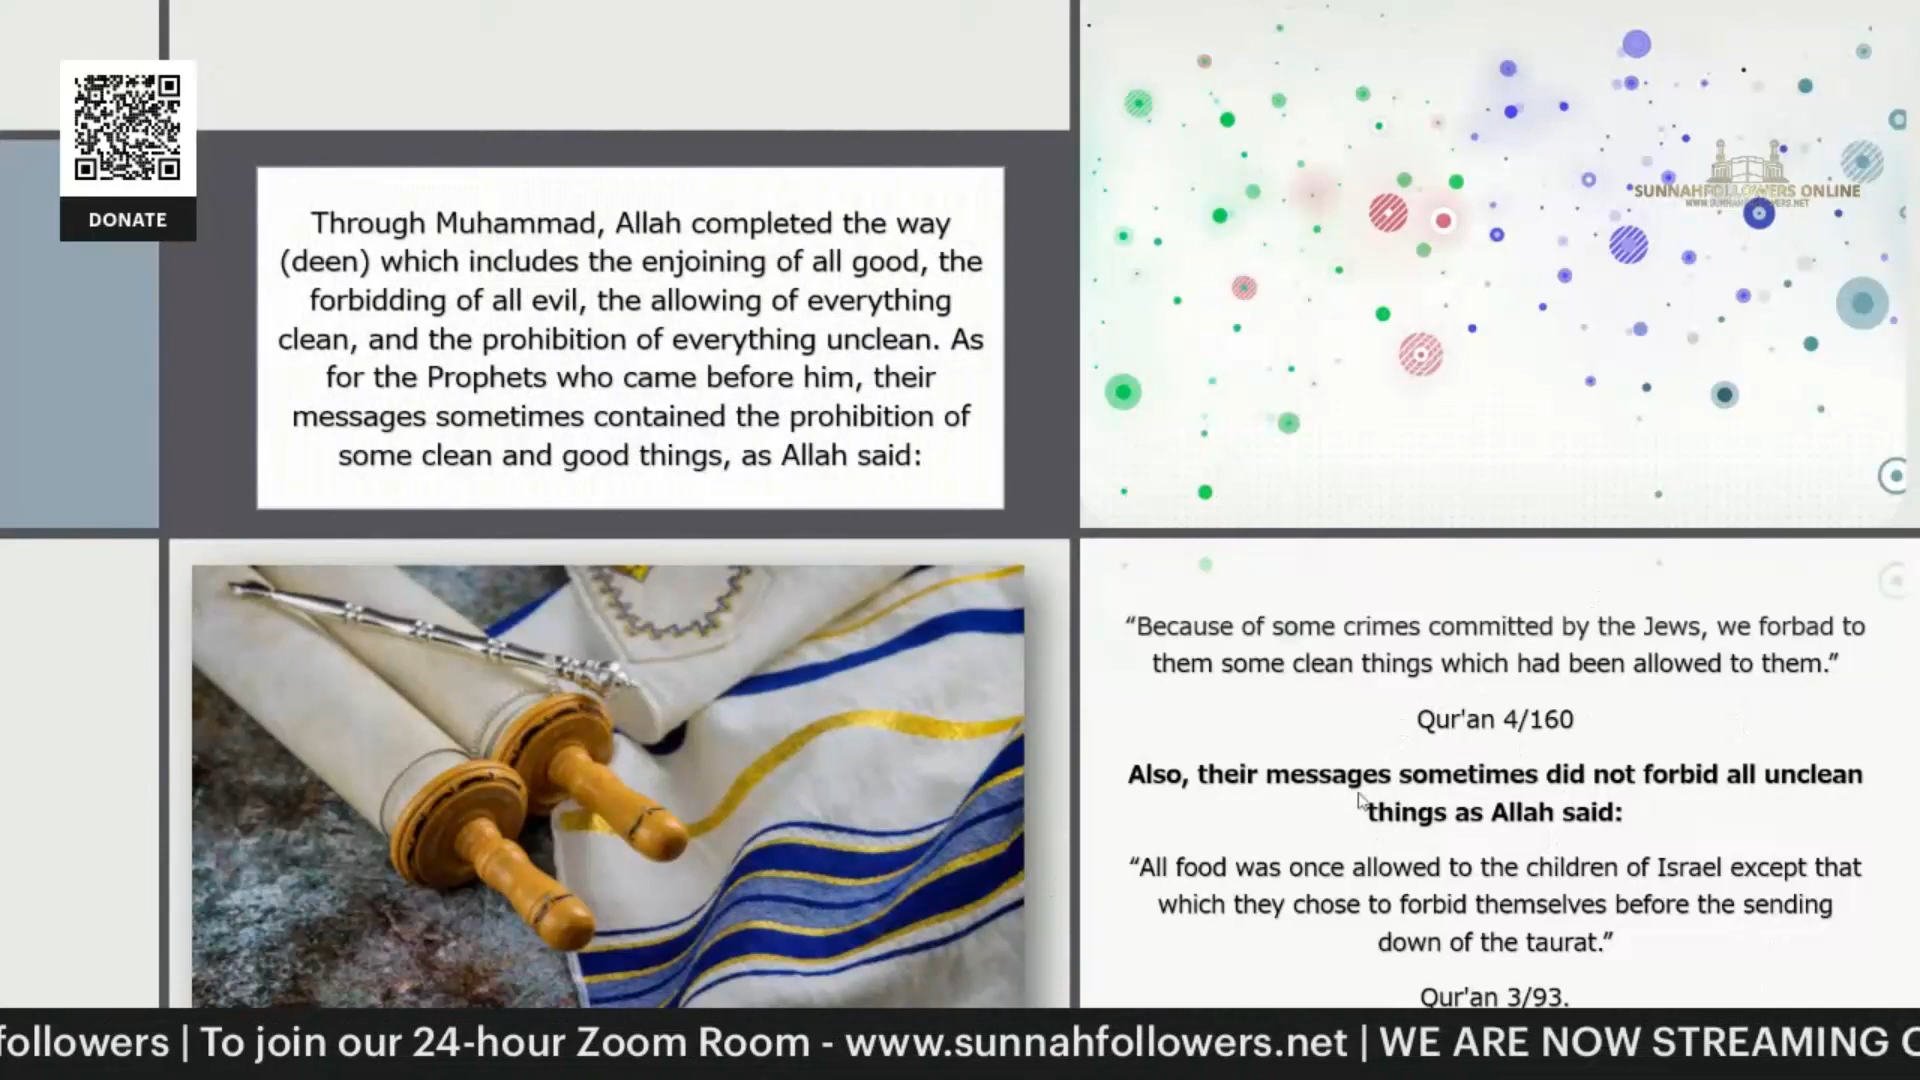 DONATE
Through Muhammad, Allah completed the way
(deen) which includes the enjoining of all good, the
forbidding of all evil, the allowing of everything
clean, and the prohibition of everything unclean. As
for the Prophets who came before him, their
messages sometimes contained the prohibition of
some clean and good things, as Allah said:
SUNNAHFOLLOWERS ONLINE
WWW.SUNNAHFOLLOWERS.NET
“Because of some crimes committed by the Jews, we forbad to
them some clean things which had been allowed to them.”
Qur'an 4/160
Also, their messages sometimes did not forbid all unclean
things as Allah said:
“All food was once allowed to the children of Israel except that
which they chose to forbid themselves before the sending
down of the taurat.”
Qur'an 3/93.
followers | To join our 24-hour Zoom Room - www.sunnahfollowers.net | WE ARE NOW STREAMING